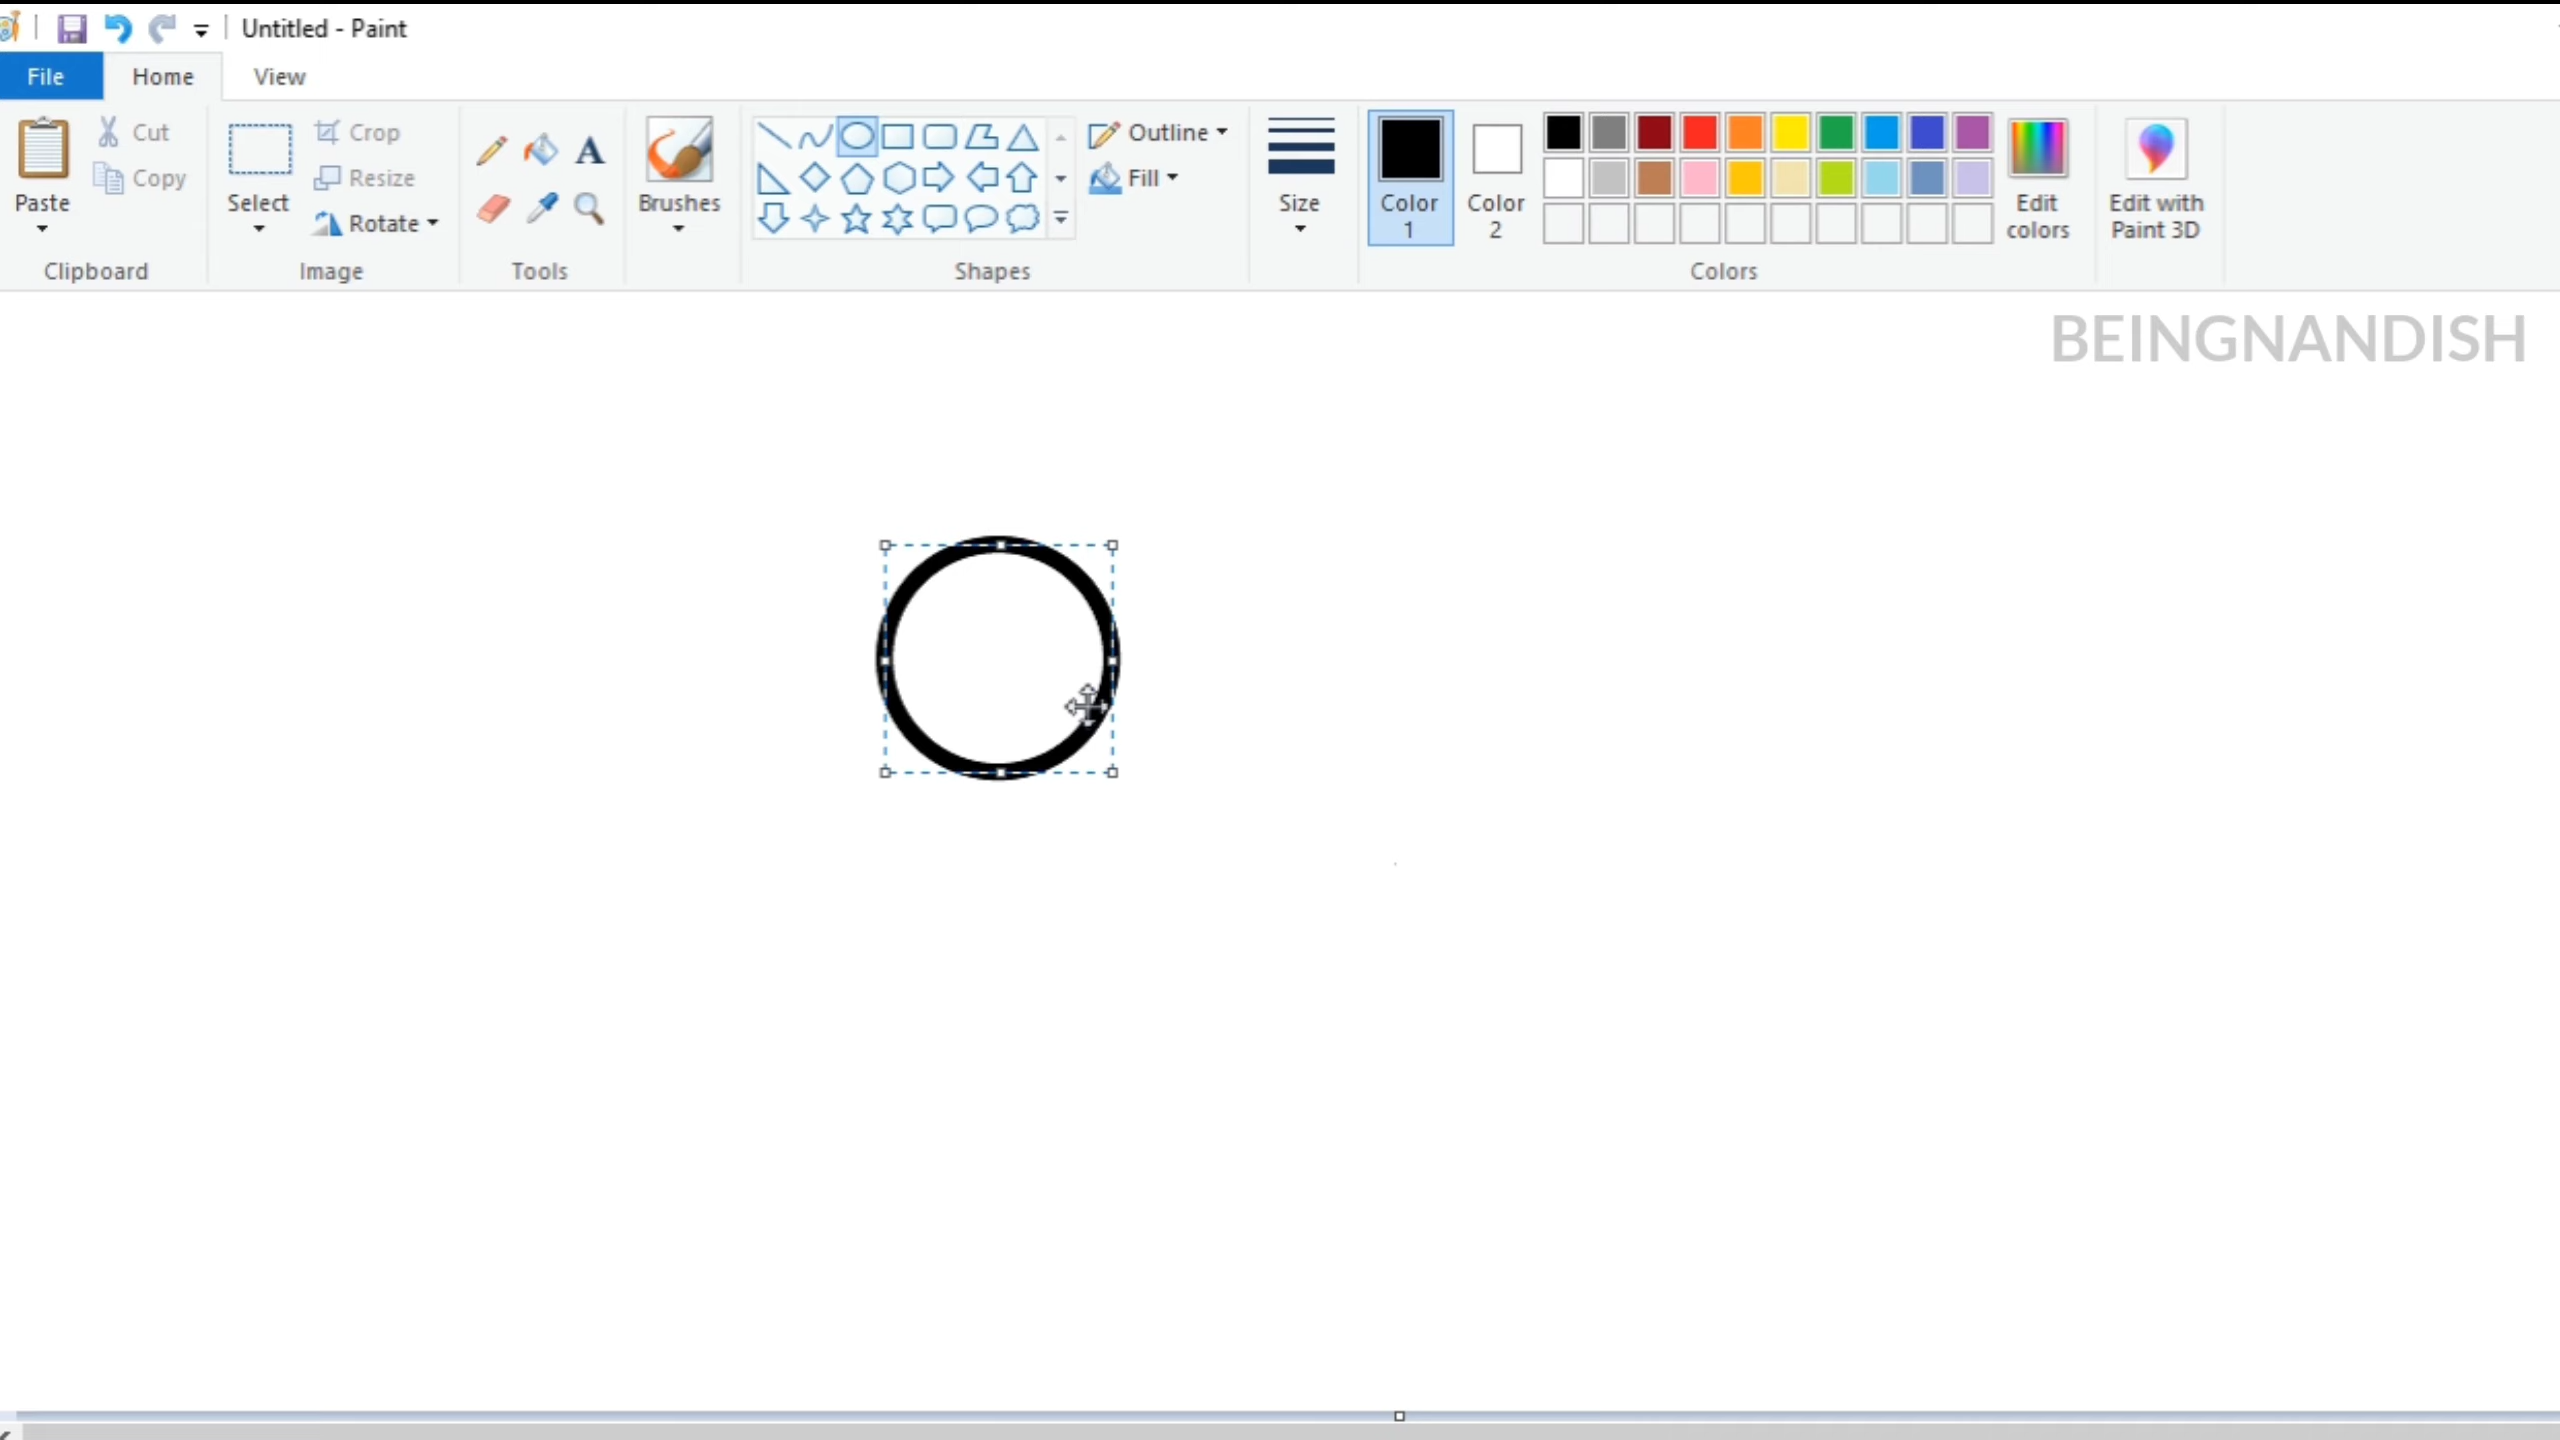 Untitled - Paint
File Home View
Paste Cut Copy Clipboard
Select Crop Resize Rotate Image
A
Tools
Brushes
Shapes Outline Fill
Size
Color 1
Color 2
Colors
Edit colors
Edit with Paint 3D
BEINGNANDISH